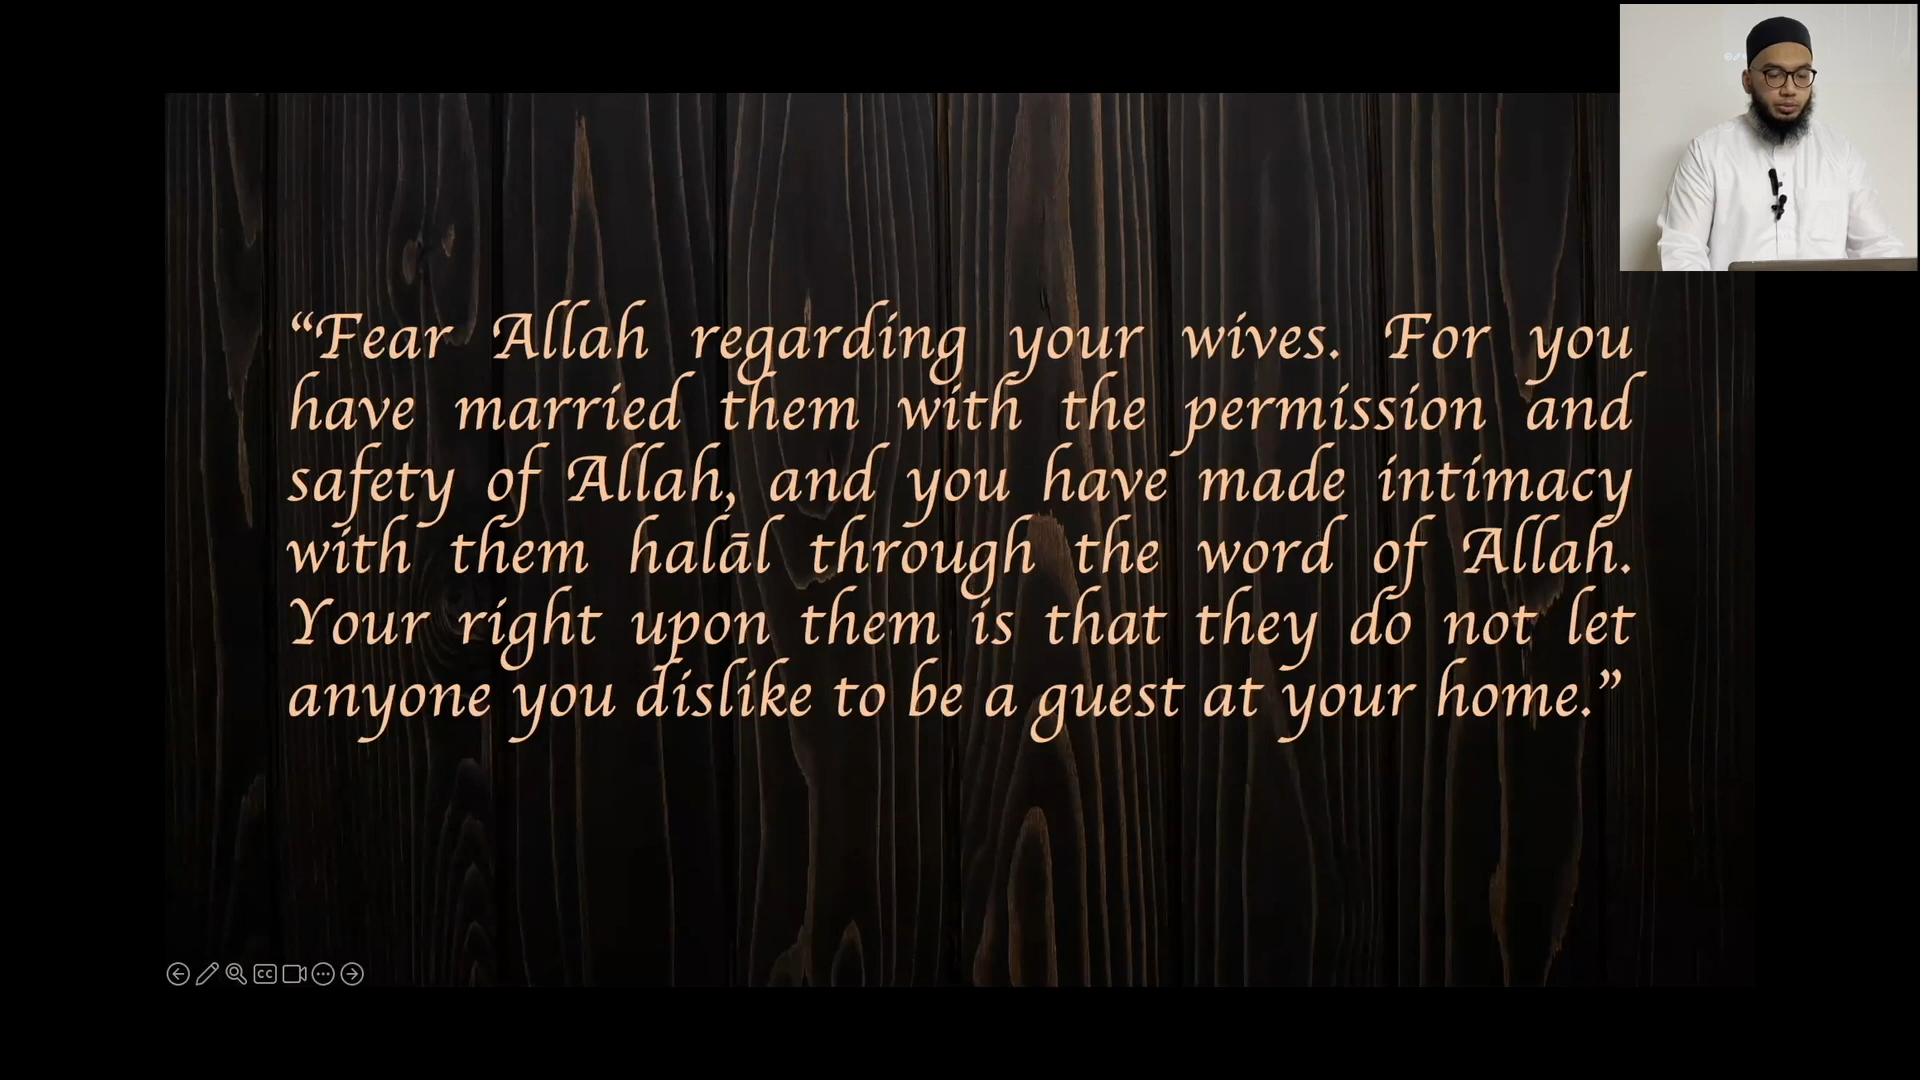 “Fear Allah regarding your wives. For you
have married them with the permission and
safety of Allah, and you have made intimacy
with them halāl through the word of Allah.
Your right upon them is that they do not let
anyone you dislike to be a guest at your home.”
CC